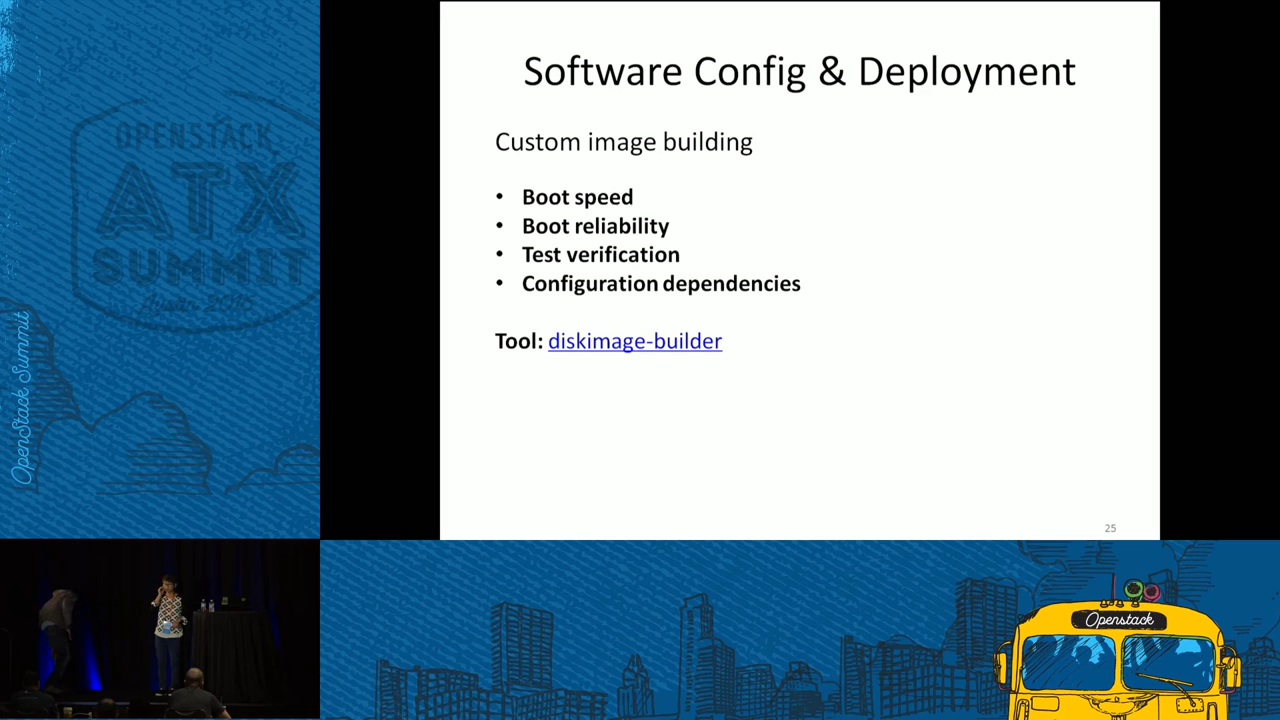 Software Config & Deployment
Custom image building
• Boot speed
• Boot reliability
• Test verification
• Configuration dependencies
Tool: diskimage-builder
25
OPENSTACK
ATX
SUMMIT
Austin 2016
OpenStack Summit
Openstack